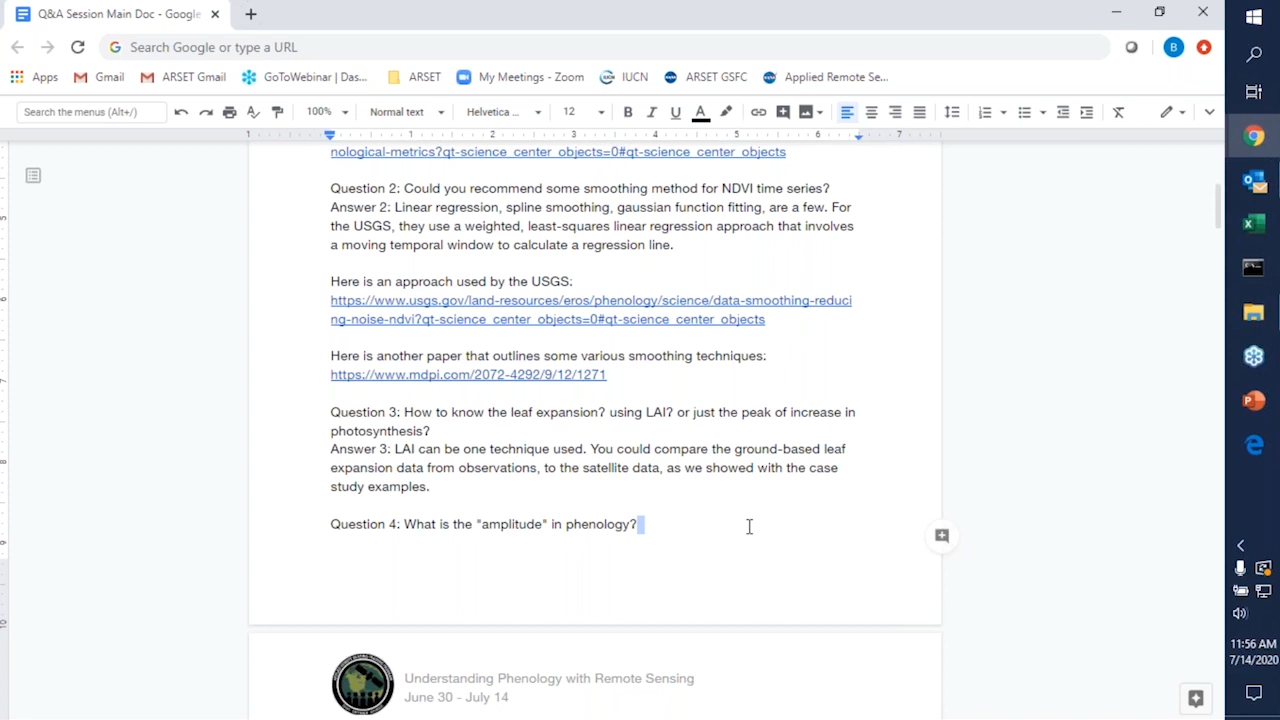 Q&A Session Main Doc - Google
Search Google or type a URL
B
Apps
Gmail
ARSET Gmail
GoToWebinar | Das...
ARSET
My Meetings - Zoom
IUCN
ARSET GSFC
Applied Remote Se...
Search the menus (Alt+/)
100%
Normal text
Helvetica ...
12
B I U A
1 1 2 3 4 5 6 7
nological-metrics?qt-science_center_objects=0#qt-science_center_objects
Question 2: Could you recommend some smoothing method for NDVI time series?
Answer 2: Linear regression, spline smoothing, gaussian function fitting, are a few. For
the USGS, they use a weighted, least-squares linear regression approach that involves
a moving temporal window to calculate a regression line.
Here is an approach used by the USGS:
https://www.usgs.gov/land-resources/eros/phenology/science/data-smoothing-reduci
ng-noise-ndvi?qt-science_center_objects=0#qt-science_center_objects
Here is another paper that outlines some various smoothing techniques:
https://www.mdpi.com/2072-4292/9/12/1271
Question 3: How to know the leaf expansion? using LAI? or just the peak of increase in
photosynthesis?
Answer 3: LAI can be one technique used. You could compare the ground-based leaf
expansion data from observations, to the satellite data, as we showed with the case
study examples.
Question 4: What is the "amplitude" in phenology?
Understanding Phenology with Remote Sensing
June 30 - July 14
11:56 AM
7/14/2020